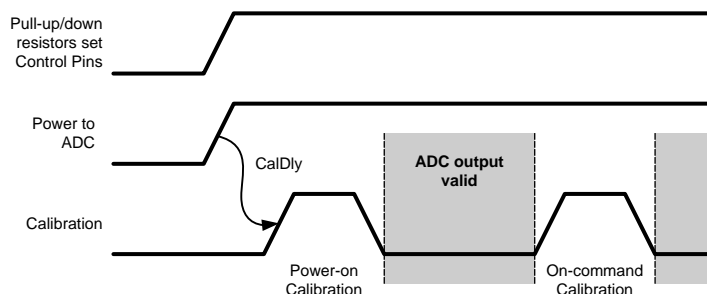 Pull-up/down
resistors set
Control Pins
Power to
ADC
CalDly
ADC output
valid
Calibration
Power-on
Calibration
On-command
Calibration